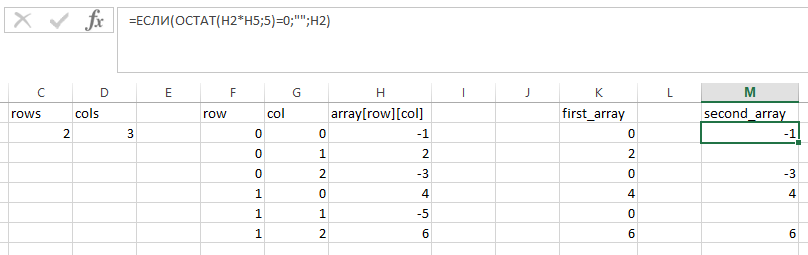 fx =ЕСЛИ(ОСТАТ(H2*H5;5)=0;"";H2)
C D E F G H I J K L M
rows cols row col array[row][col] first_array second_array
2 3 0 0 -1 0 -1
0 1 2 2
0 2 -3 0 -3
1 0 4 4 4
1 1 -5 0
1 2 6 6 6